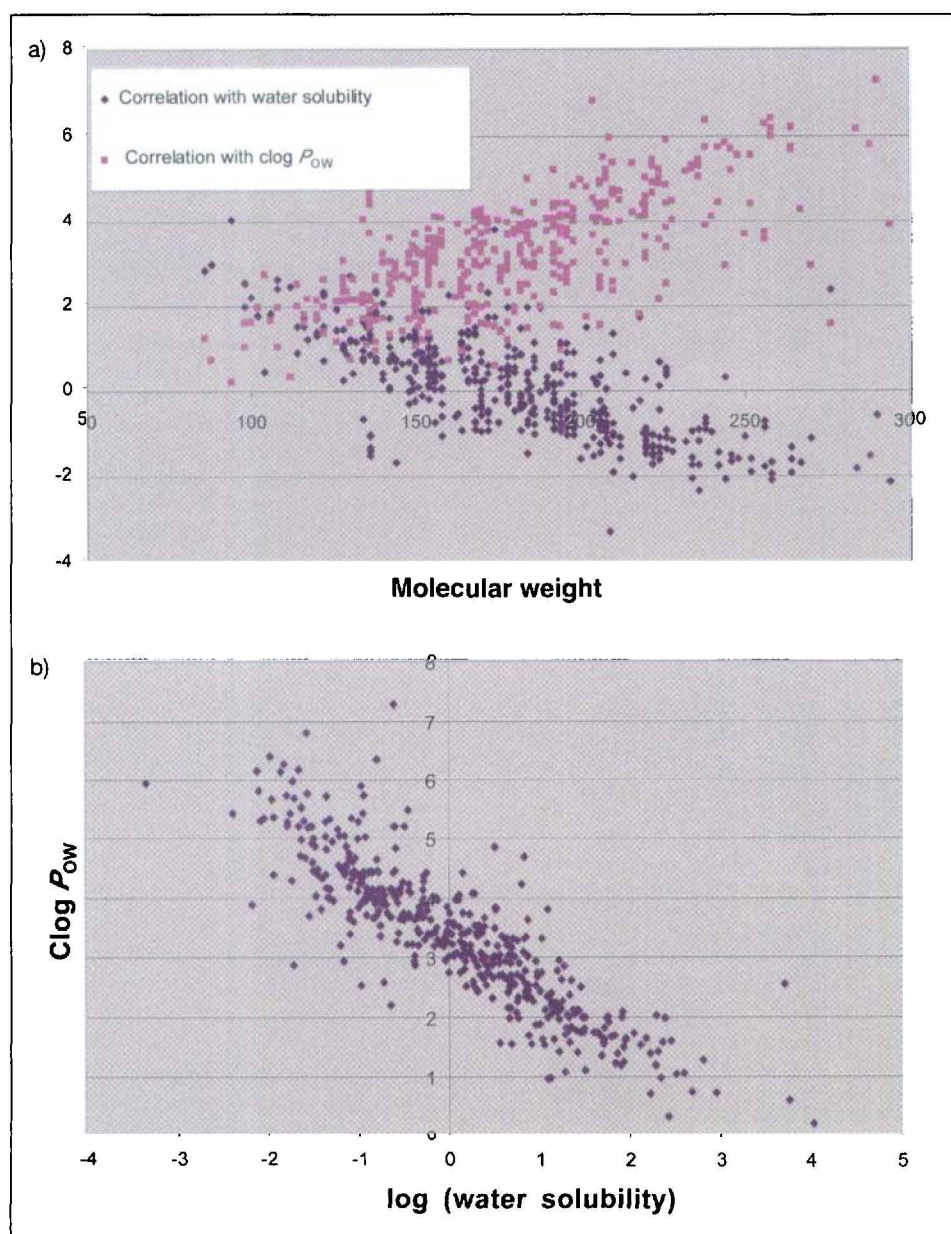 a)
8
6
4
2
0
-2
-4
Correlation with water solubility
Correlation with clog P_OW
50 100 150 200 250 300
Molecular weight
b)
8
7
6
5
4
3
2
1
0
Clog P_OW
-4 -3 -2 -1 0 1 2 3 4 5
log (water solubility)